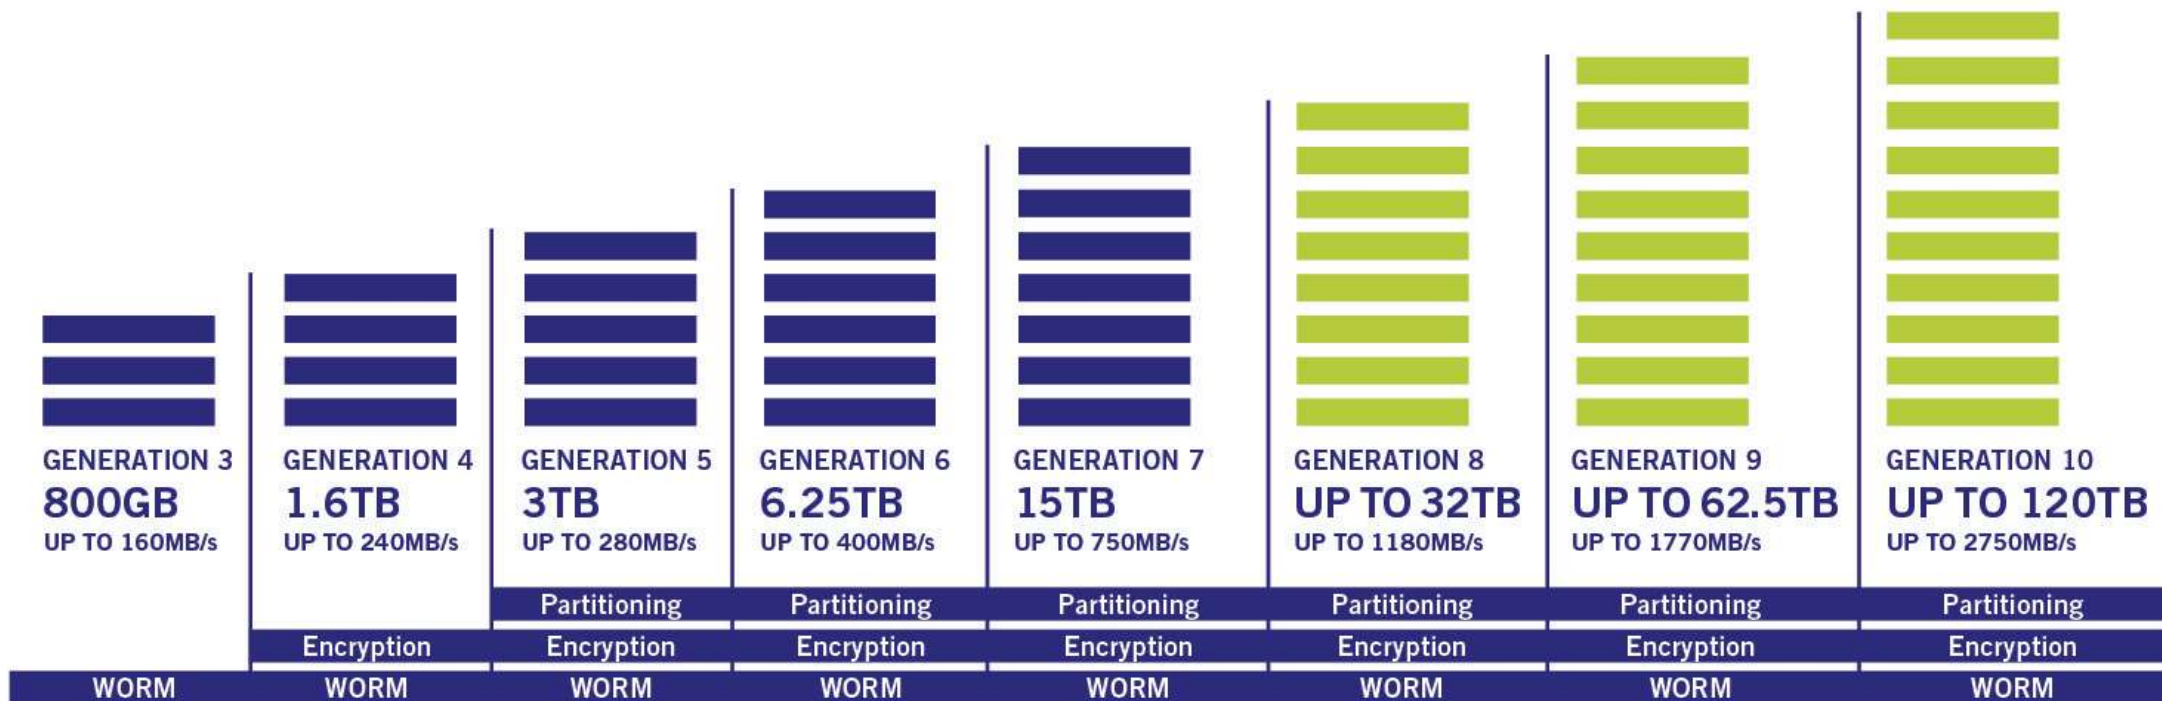 GENERATION 3
800GB
UP TO 160MB/s
GENERATION 4
1.6TB
UP TO 240MB/s
GENERATION 5
3TB
UP TO 280MB/s
GENERATION 6
6.25TB
UP TO 400MB/s
GENERATION 7
15TB
UP TO 750MB/s
GENERATION 8
UP TO 32TB
UP TO 1180MB/s
GENERATION 9
UP TO 62.5TB
UP TO 1770MB/s
GENERATION 10
UP TO 120TB
UP TO 2750MB/s
Partitioning Partitioning Partitioning Partitioning Partitioning Partitioning
Encryption Encryption Encryption Encryption Encryption Encryption Encryption
WORM WORM WORM WORM WORM WORM WORM WORM